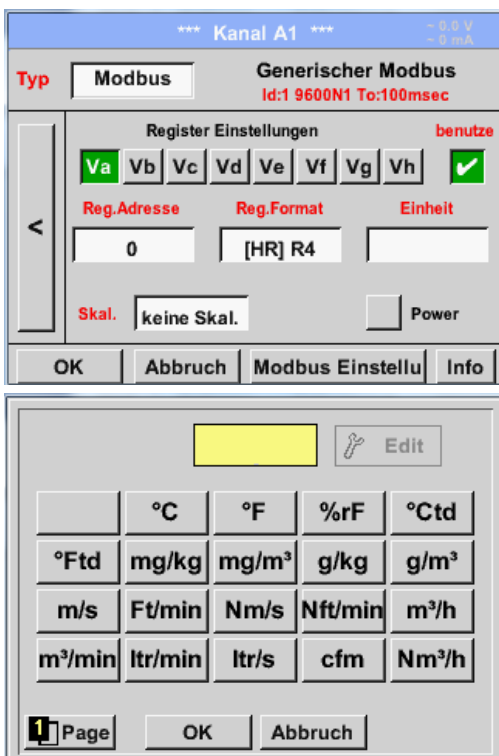 *** Kanal A1 ***
~ 0.0 V
~ 0 mA
Typ Modbus Generischer Modbus
Id:1 9600N1 To:100msec
Register Einstellungen benutze
Va Vb Vc Vd Ve Vf Vg Vh
Reg.Adresse Reg.Format Einheit
<
0 [HR] R4
Skal. keine Skal. Power
OK Abbruch Modbus Einstellu Info
Edit
°C °F %rF °Ctd
°Ftd mg/kg mg/m³ g/kg g/m³
m/s Ft/min Nm/s Nft/min m³/h
m³/min ltr/min ltr/s cfm Nm³/h
1 Page OK Abbruch